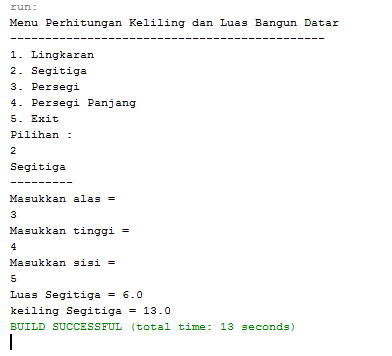 run:
Menu Perhitungan Keliling dan Luas Bangun Datar
---------------------------------------------
1. Lingkaran
2. Segitiga
3. Persegi
4. Persegi Panjang
5. Exit
Pilihan :
2
Segitiga
---------
Masukkan alas =
3
Masukkan tinggi =
4
Masukkan sisi =
5
Luas Segitiga = 6.0
keiling Segitiga = 13.0
BUILD SUCCESSFUL (total time: 13 seconds)